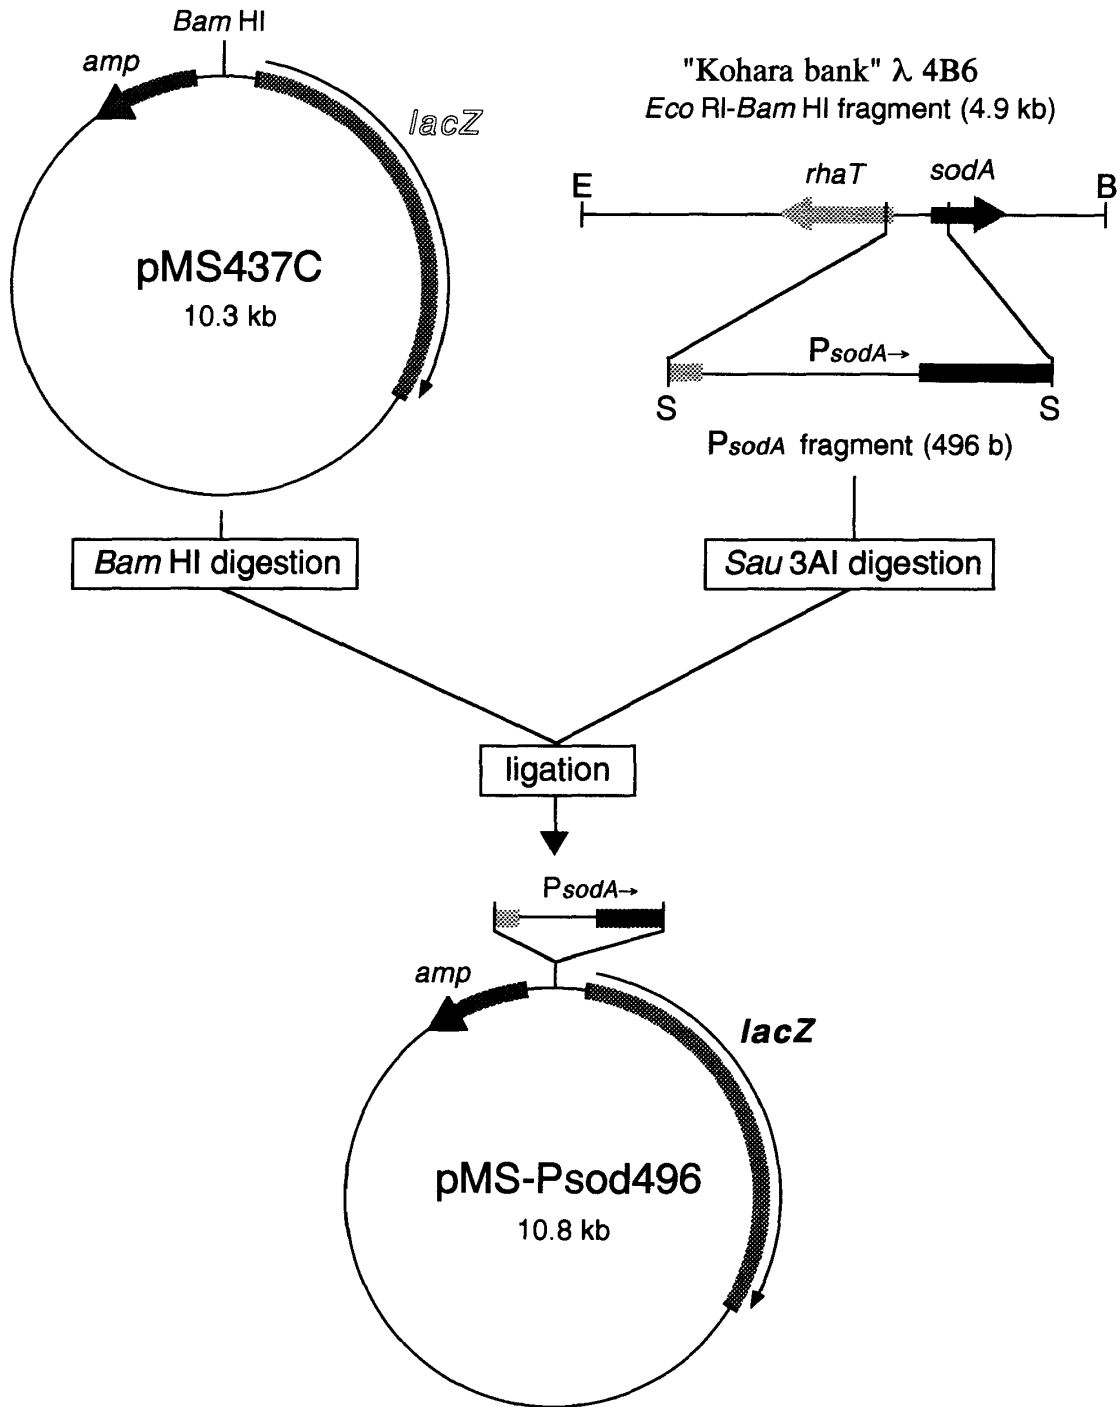 Bam HI
amp
lacZ
pMS437C
10.3 kb
"Kohara bank" λ 4B6
Eco RI-Bam HI fragment (4.9 kb)
rhaT
sodA
E
B
PsodA→
S
S
PsodA fragment (496 b)
Bam HI digestion
Sau 3AI digestion
ligation
PsodA→
amp
lacZ
pMS-Psod496
10.8 kb